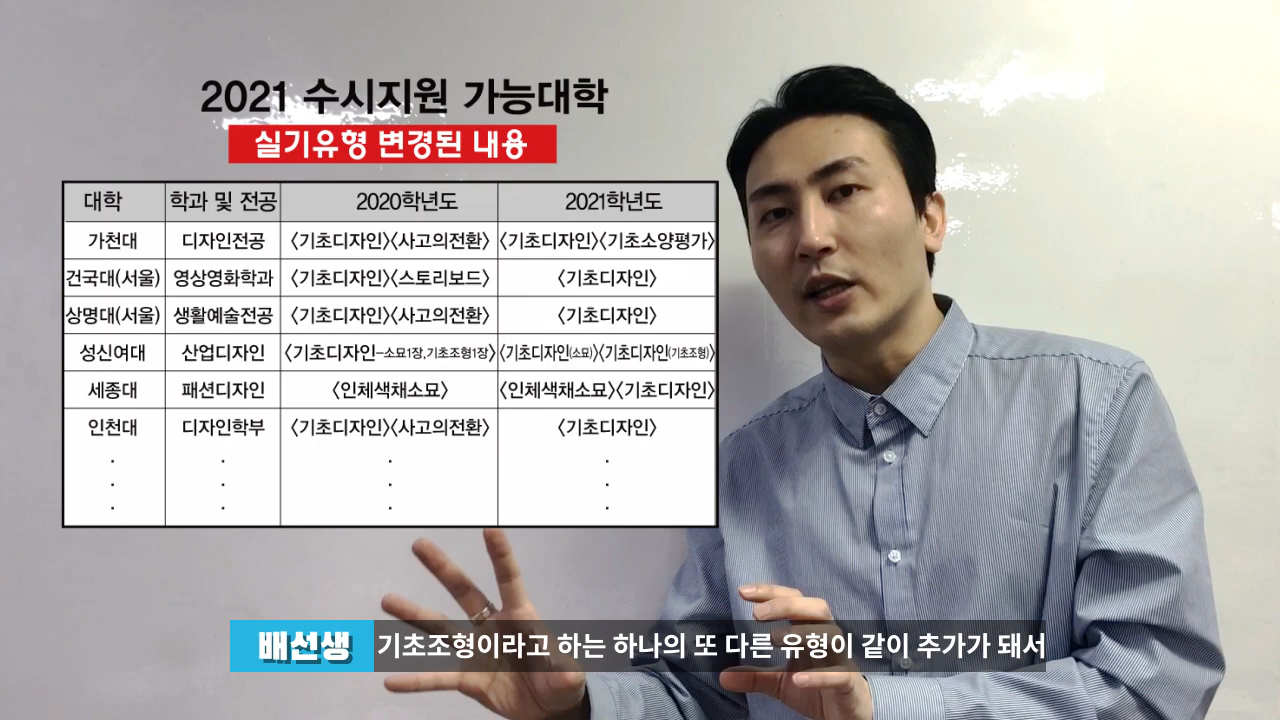 2021 수시지원 가능대학
실기유형 변경된 내용
대학 학과 및 전공 2020학년도 2021학년도
가천대 디자인전공 〈기초디자인〉〈사고의전환〉 〈기초디자인〉〈기초소양평가〉
건국대(서울) 영상영화학과 〈기초디자인〉〈스토리보드〉 〈기초디자인〉
상명대(서울) 생활예술전공 〈기초디자인〉〈사고의전환〉 〈기초디자인〉
성신여대 산업디자인 〈기초디자인-소묘1장,기초조형1장〉 〈기초디자인(소묘)〉〈기초디자인(기초조형)〉
세종대 패션디자인 〈인체색채소묘〉 〈인체색채소묘〉〈기초디자인〉
인천대 디자인학부 〈기초디자인〉〈사고의전환〉 〈기초디자인〉
배선생 기초조형이라고 하는 하나의 또 다른 유형이 같이 추가가 돼서